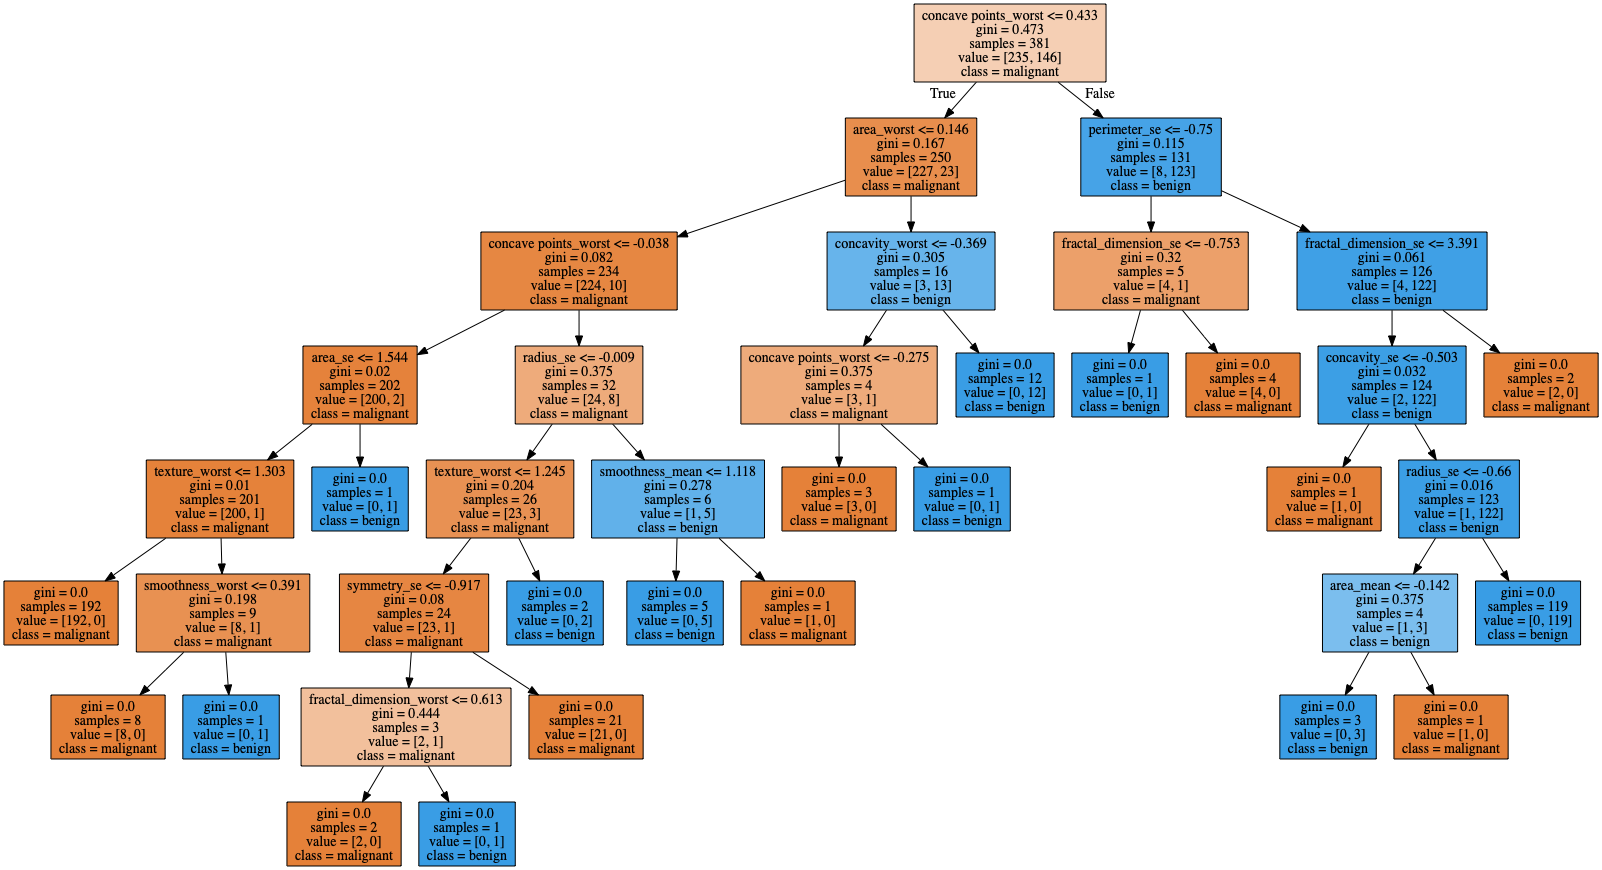 concave points_worst <= 0.433
gini = 0.473
samples = 381
value = [235, 146]
class = malignant
True
False
area_worst <= 0.146
gini = 0.167
samples = 250
value = [227, 23]
class = malignant
perimeter_se <= -0.75
gini = 0.115
samples = 131
value = [8, 123]
class = benign
concave points_worst <= -0.038
gini = 0.082
samples = 234
value = [224, 10]
class = malignant
concavity_worst <= -0.369
gini = 0.305
samples = 16
value = [3, 13]
class = benign
fractal_dimension_se <= -0.753
gini = 0.32
samples = 5
value = [4, 1]
class = malignant
fractal_dimension_se <= 3.391
gini = 0.061
samples = 126
value = [4, 122]
class = benign
area_se <= 1.544
gini = 0.02
samples = 202
value = [200, 2]
class = malignant
radius_se <= -0.009
gini = 0.375
samples = 32
value = [24, 8]
class = malignant
concave points_worst <= -0.275
gini = 0.375
samples = 4
value = [3, 1]
class = malignant
gini = 0.0
samples = 12
value = [0, 12]
class = benign
gini = 0.0
samples = 1
value = [0, 1]
class = benign
gini = 0.0
samples = 4
value = [4, 0]
class = malignant
concavity_se <= -0.503
gini = 0.032
samples = 124
value = [2, 122]
class = benign
gini = 0.0
samples = 2
value = [2, 0]
class = malignant
texture_worst <= 1.303
gini = 0.01
samples = 201
value = [200, 1]
class = malignant
gini = 0.0
samples = 1
value = [0, 1]
class = benign
texture_worst <= 1.245
gini = 0.204
samples = 26
value = [23, 3]
class = malignant
smoothness_mean <= 1.118
gini = 0.278
samples = 6
value = [1, 5]
class = benign
gini = 0.0
samples = 3
value = [3, 0]
class = malignant
gini = 0.0
samples = 1
value = [0, 1]
class = benign
gini = 0.0
samples = 1
value = [1, 0]
class = malignant
radius_se <= -0.66
gini = 0.016
samples = 123
value = [1, 122]
class = benign
gini = 0.0
samples = 192
value = [192, 0]
class = malignant
smoothness_worst <= 0.391
gini = 0.198
samples = 9
value = [8, 1]
class = malignant
symmetry_se <= -0.917
gini = 0.08
samples = 24
value = [23, 1]
class = malignant
gini = 0.0
samples = 2
value = [0, 2]
class = benign
gini = 0.0
samples = 5
value = [0, 5]
class = benign
gini = 0.0
samples = 1
value = [1, 0]
class = malignant
area_mean <= -0.142
gini = 0.375
samples = 4
value = [1, 3]
class = benign
gini = 0.0
samples = 119
value = [0, 119]
class = benign
gini = 0.0
samples = 8
value = [8, 0]
class = malignant
gini = 0.0
samples = 1
value = [0, 1]
class = benign
fractal_dimension_worst <= 0.613
gini = 0.444
samples = 3
value = [2, 1]
class = malignant
gini = 0.0
samples = 21
value = [21, 0]
class = malignant
gini = 0.0
samples = 3
value = [0, 3]
class = benign
gini = 0.0
samples = 1
value = [1, 0]
class = malignant
gini = 0.0
samples = 2
value = [2, 0]
class = malignant
gini = 0.0
samples = 1
value = [0, 1]
class = benign